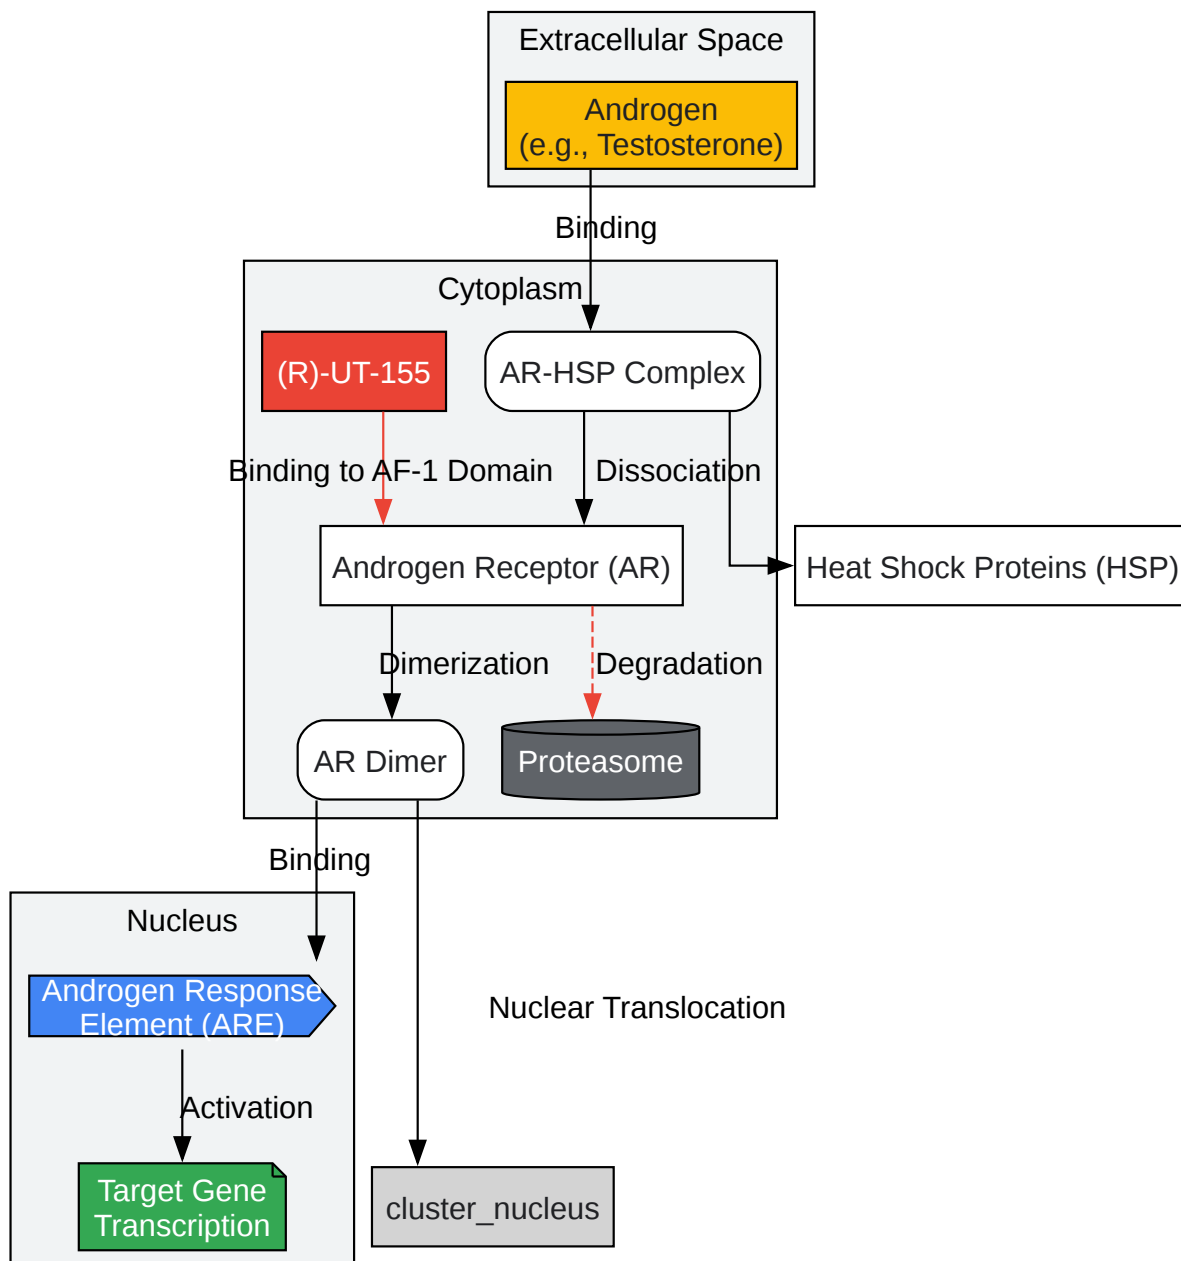 Extracellular Space
Androgen
(e.g., Testosterone)
Binding
Cytoplasm
(R)-UT-155
AR-HSP Complex
Binding to AF-1 Domain
Dissociation
Androgen Receptor (AR)
Heat Shock Proteins (HSP)
Dimerization
Degradation
AR Dimer
Proteasome
Binding
Nucleus
Androgen Response
Element (ARE)
Nuclear Translocation
Activation
Target Gene
Transcription
cluster_nucleus